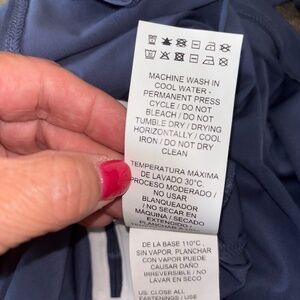 MACHINE WASH IN
COOL WATER -
PERMANENT PRESS
CYCLE / DO NOT
BLEACH / DO NOT
TUMBLE DRY / DRYING
HORIZONTALLY / COOL
IRON / DO NOT DRY
CLEAN
TEMPERATURA MÁXIMA
DE LAVADO 30°C.
PROCESO MODERADO /
NO USAR
BLANQUEADOR
/ NO SECAR EN
MÁQUINA / SECADO
EXTENDIDO /
DE LA BASE 110°C ,
SIN VAPOR, PLANCHAR
CON VAPOR PUEDE
CAUSAR DAÑO
IRREVERSIBLE / NO
LAVAR EN SECO
US: CLOSE ALL
FASTENINGS / USE